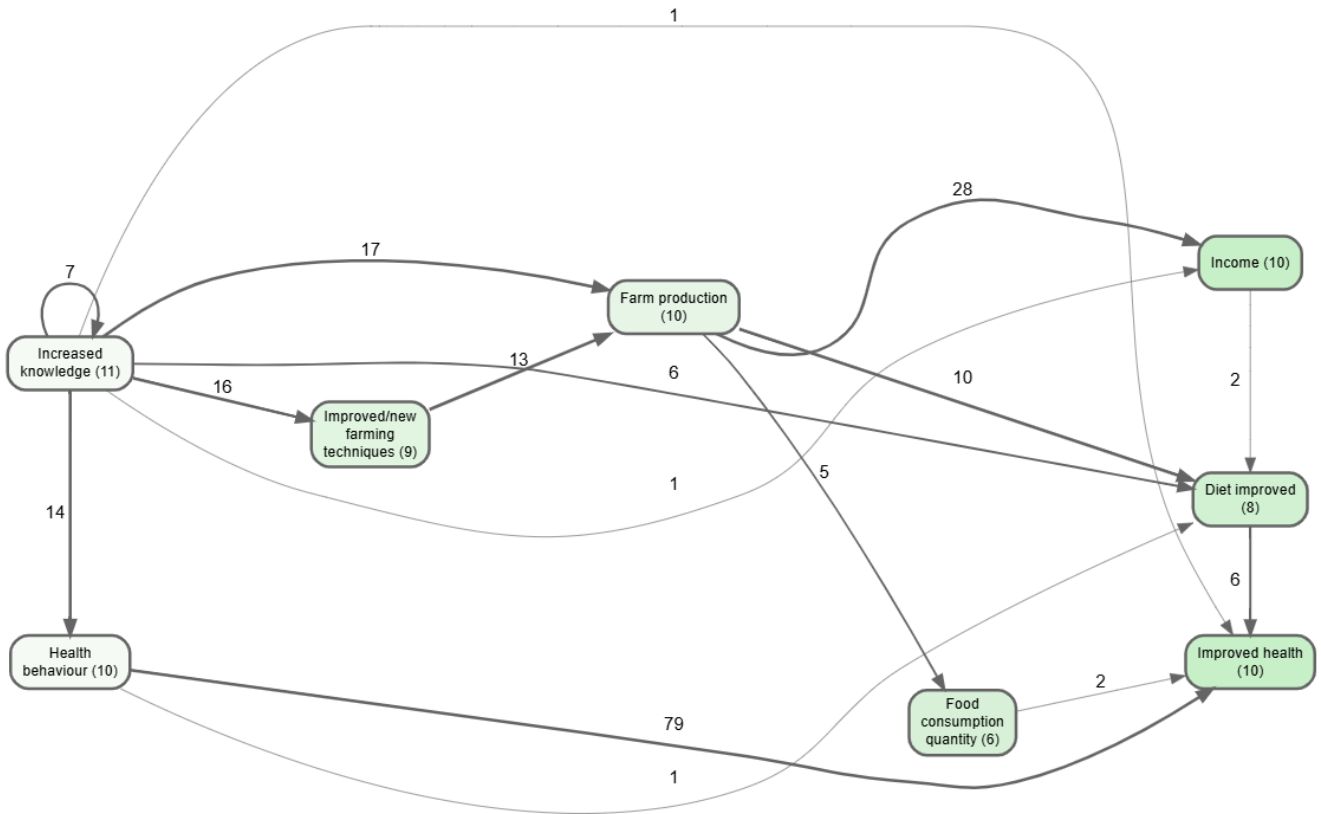 1
28
Income (10)
17
7
Farm production
(10)
Increased
knowledge (11)
13
6
10
2
16
Improved/new
farming
techniques (9)
5
1
Diet improved
(8)
14
6
Health
behaviour (10)
Improved health
(10)
2
Food
consumption
quantity (6)
79
1